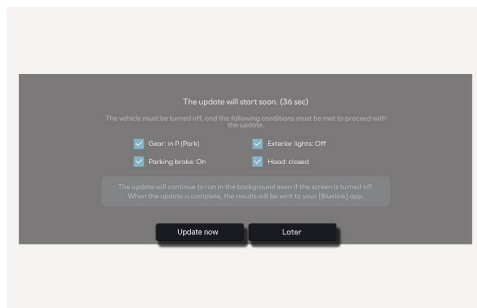 The update will start soon. (36 sec)
The vehicle must be turned off, and the following conditions must be met to proceed with
the update.
Gear: in P (Park)
Exterior lights: Off
Parking brake: On
Hood: closed
The update will continue to run in the background even if the screen is turned off.
When the update is complete, the results will be sent to your [Bluelink] app.
Update now
Later